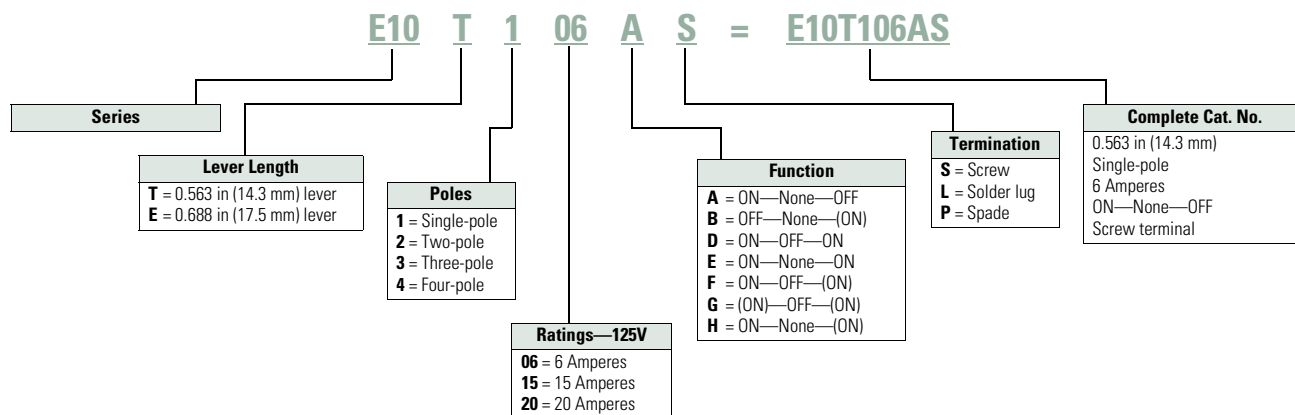 E10 T 1 06 A S = E10T106AS
Series
Lever Length
T = 0.563 in (14.3 mm) lever
E = 0.688 in (17.5 mm) lever
Poles
1 = Single-pole
2 = Two-pole
3 = Three-pole
4 = Four-pole
Ratings—125V
06 = 6 Amperes
15 = 15 Amperes
20 = 20 Amperes
Function
A = ON—None—OFF
B = OFF—None—(ON)
D = ON—OFF—ON
E = ON—None—ON
F = ON—OFF—(ON)
G = (ON)—OFF—(ON)
H = ON—None—(ON)
Termination
S = Screw
L = Solder lug
P = Spade
Complete Cat. No.
0.563 in (14.3 mm)
Single-pole
6 Amperes
ON—None—OFF
Screw terminal